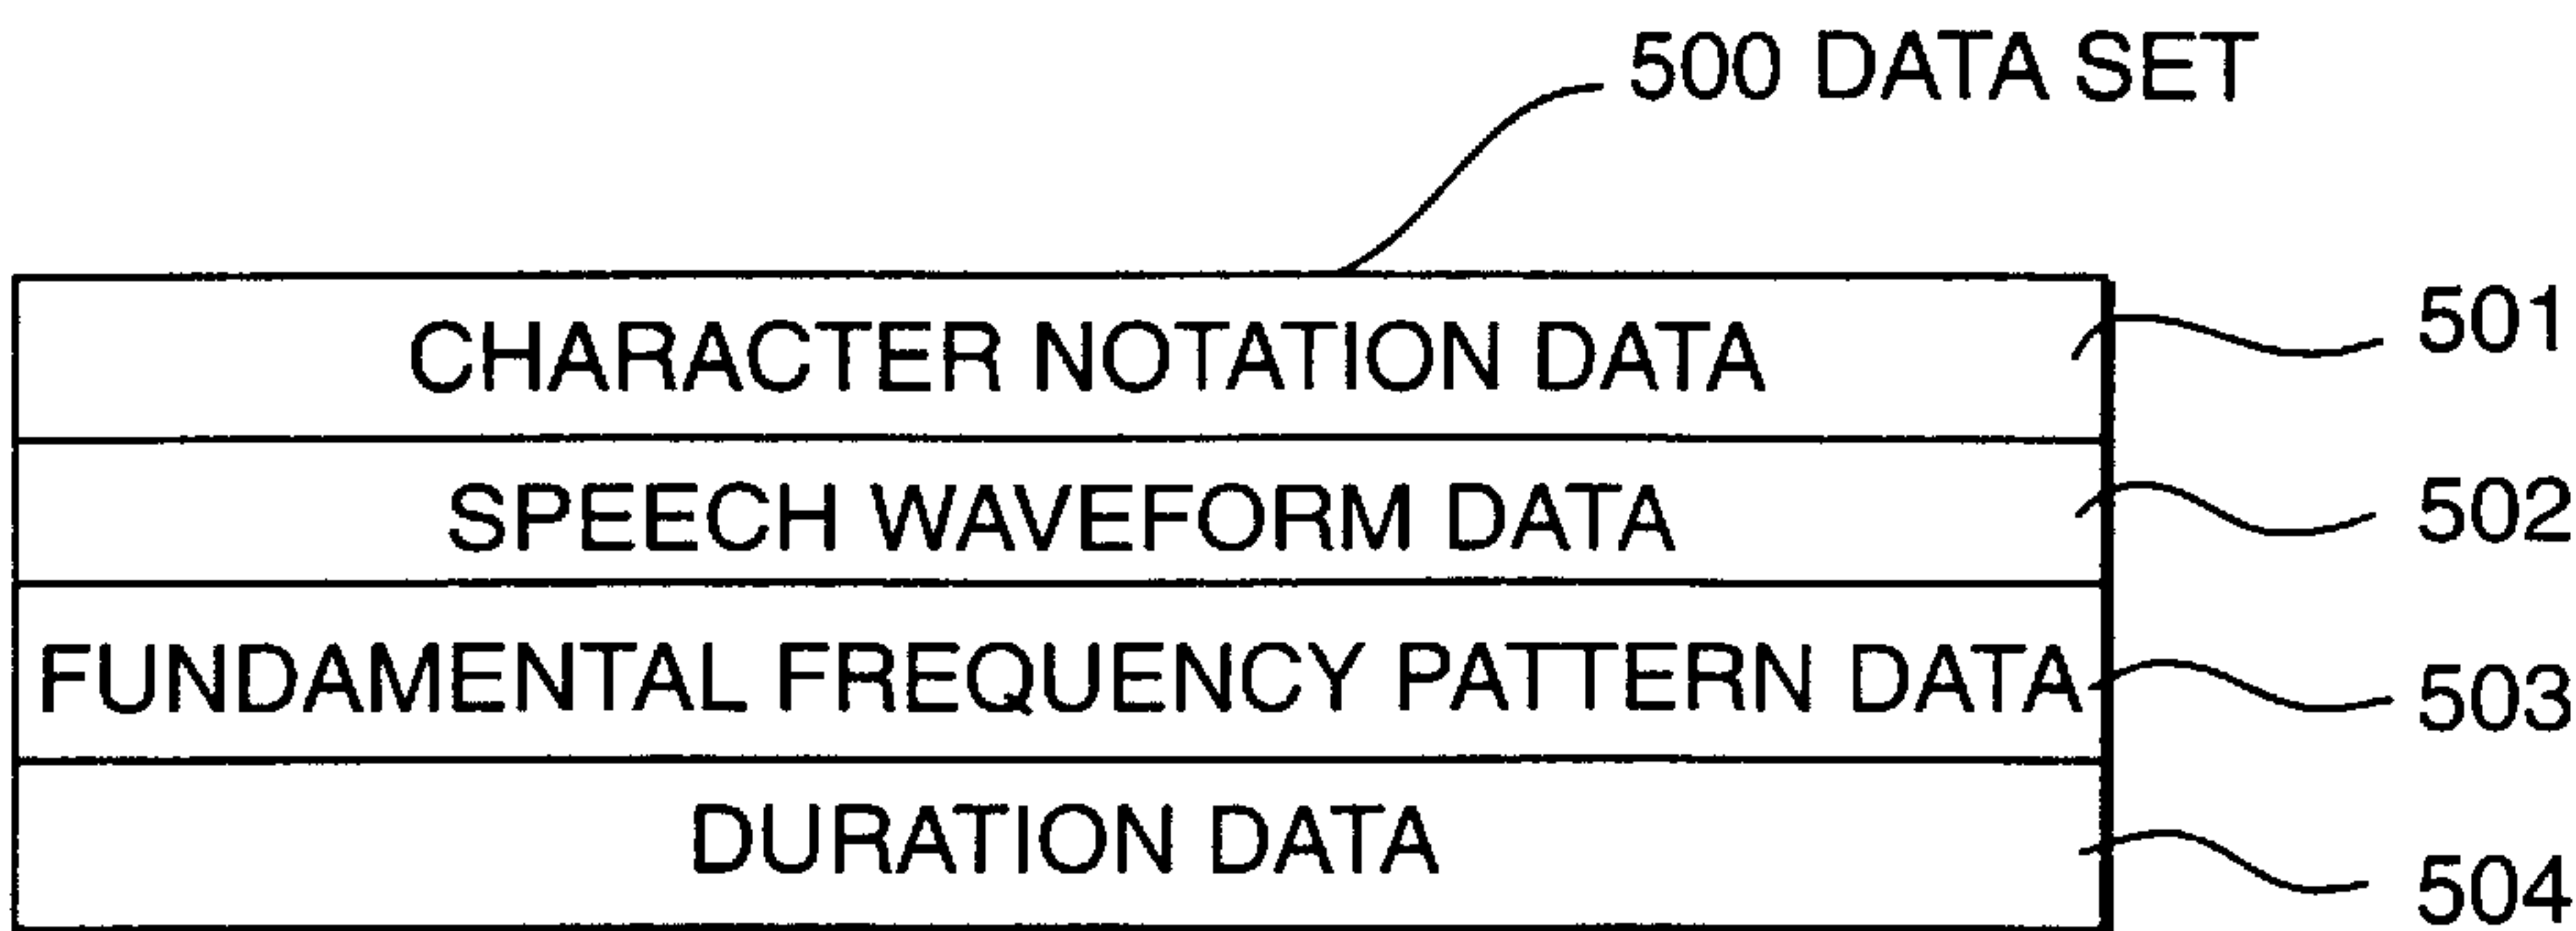 500 DATA SET
CHARACTER NOTATION DATA 501
SPEECH WAVEFORM DATA 502
FUNDAMENTAL FREQUENCY PATTERN DATA 503
DURATION DATA 504